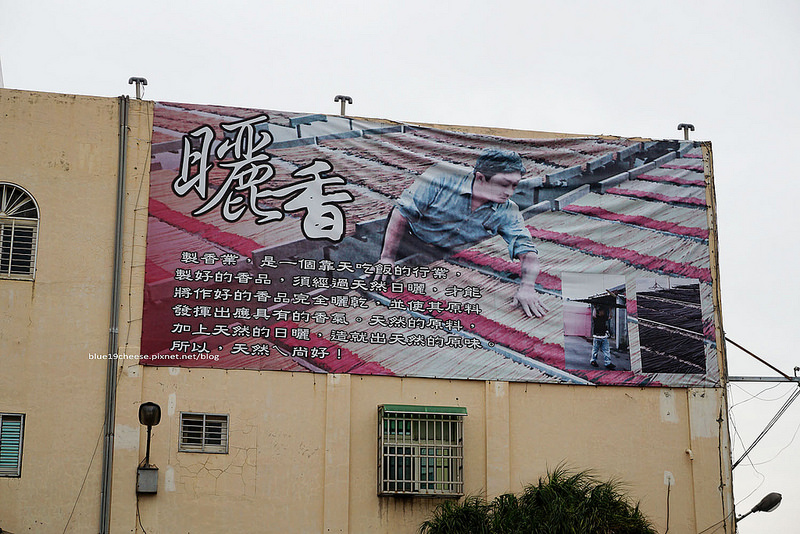 曬香
製香業，是一個靠天吃飯的行業，
製好的香品，須經過天然日曬，才能
將作好的香品完全曬乾，並使其原料
發揮出應具有的香氣。天然的原料，
加上天然的日曬，造就出天然的原味。
所以，天然ㄟ尚好！
blue19cheese.pixnet.net/blog